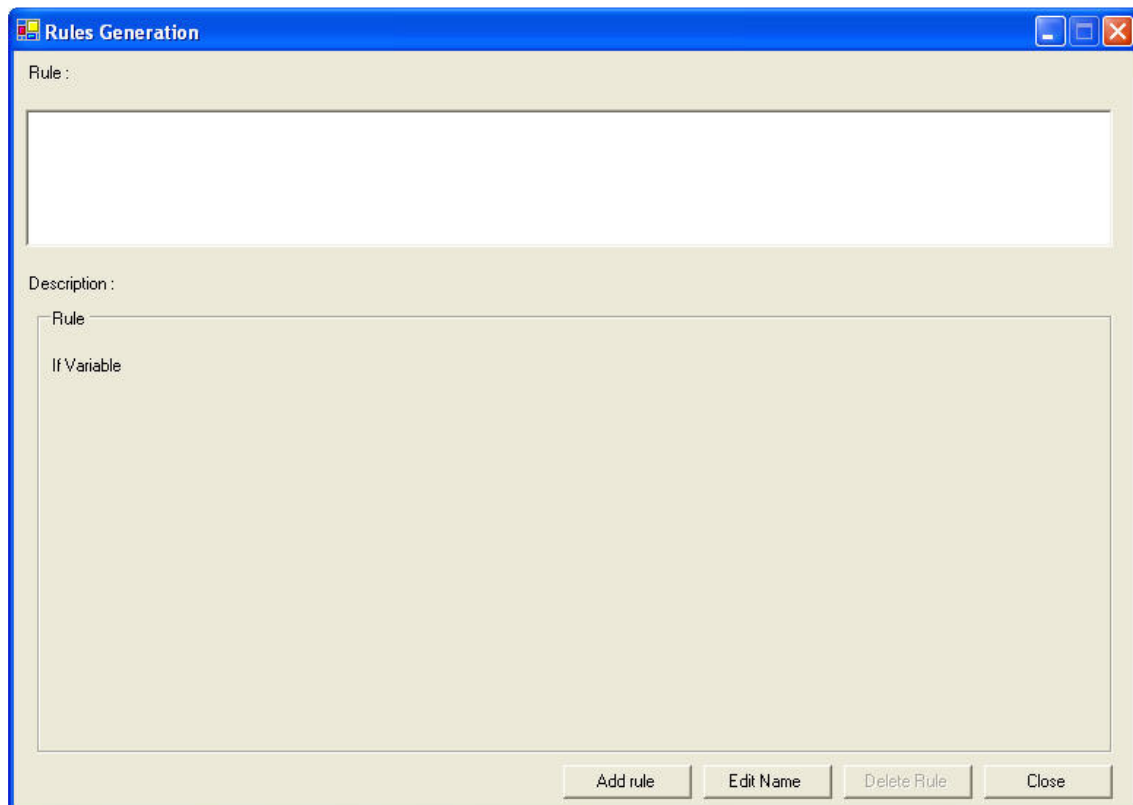 Rules Generation
Rule :
Description :
Rule
If Variable
Add rule
Edit Name
Delete Rule
Close